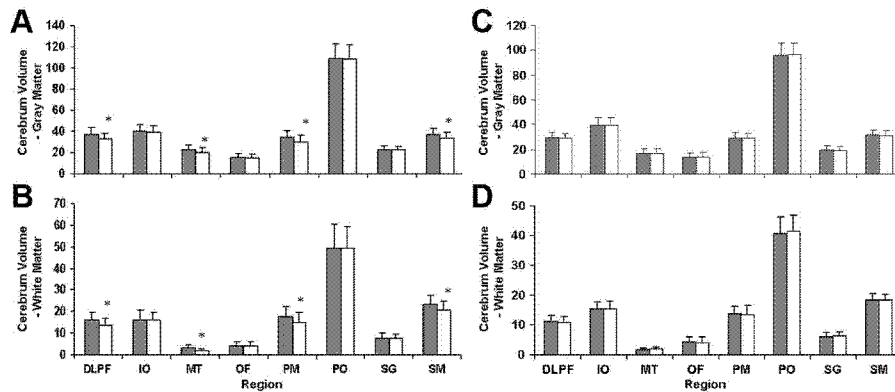 A
Cerebrum Volume
- Gray Matter
140
120
100
80
60
40
20
0
* * * *
B
Cerebrum Volume
- White Matter
70
60
50
40
30
20
10
0
* * * *
DLPF IO MT OF PM PO SG SM
Region
C
Cerebrum Volume
- Gray Matter
120
100
80
60
40
20
0
D
Cerebrum Volume
- White Matter
50
40
30
20
10
0
DLPF IO MT OF PM PO SG SM
Region